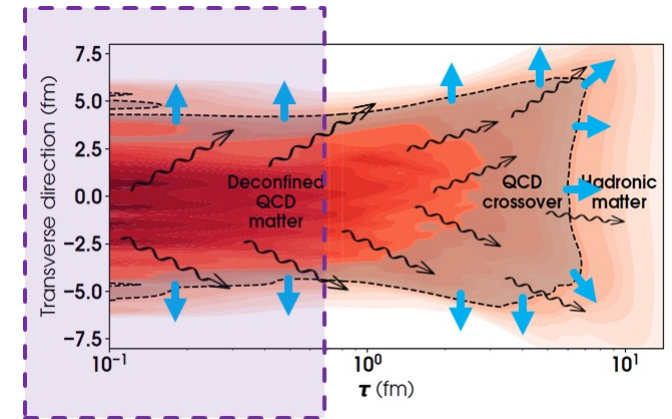 Transverse direction (fm)
7.5
5.0
2.5
0.0
−2.5
−5.0
−7.5
Deconfined
QCD
matter
QCD
crossover
Hadronic
matter
10⁻¹
10⁰
10¹
τ (fm)